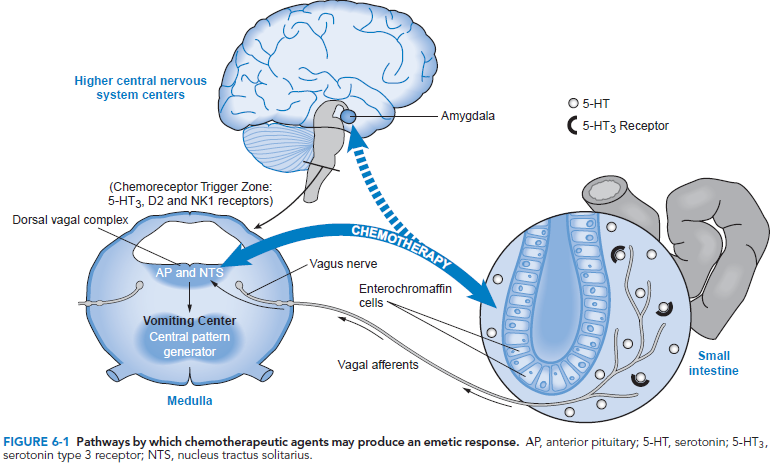 Higher central nervous
system centers
Amygdala
5-HT
5-HT3 Receptor
(Chemoreceptor Trigger Zone:
5-HT3, D2 and NK1 receptors)
Dorsal vagal complex
CHEMOTHERAPY
AP and NTS
Vagus nerve
Enterochromaffin
cells
Vomiting Center
Central pattern
generator
Vagal afferents
Small
intestine
Medulla
FIGURE 6-1 Pathways by which chemotherapeutic agents may produce an emetic response. AP, anterior pituitary; 5-HT, serotonin; 5-HT3,
serotonin type 3 receptor; NTS, nucleus tractus solitarius.